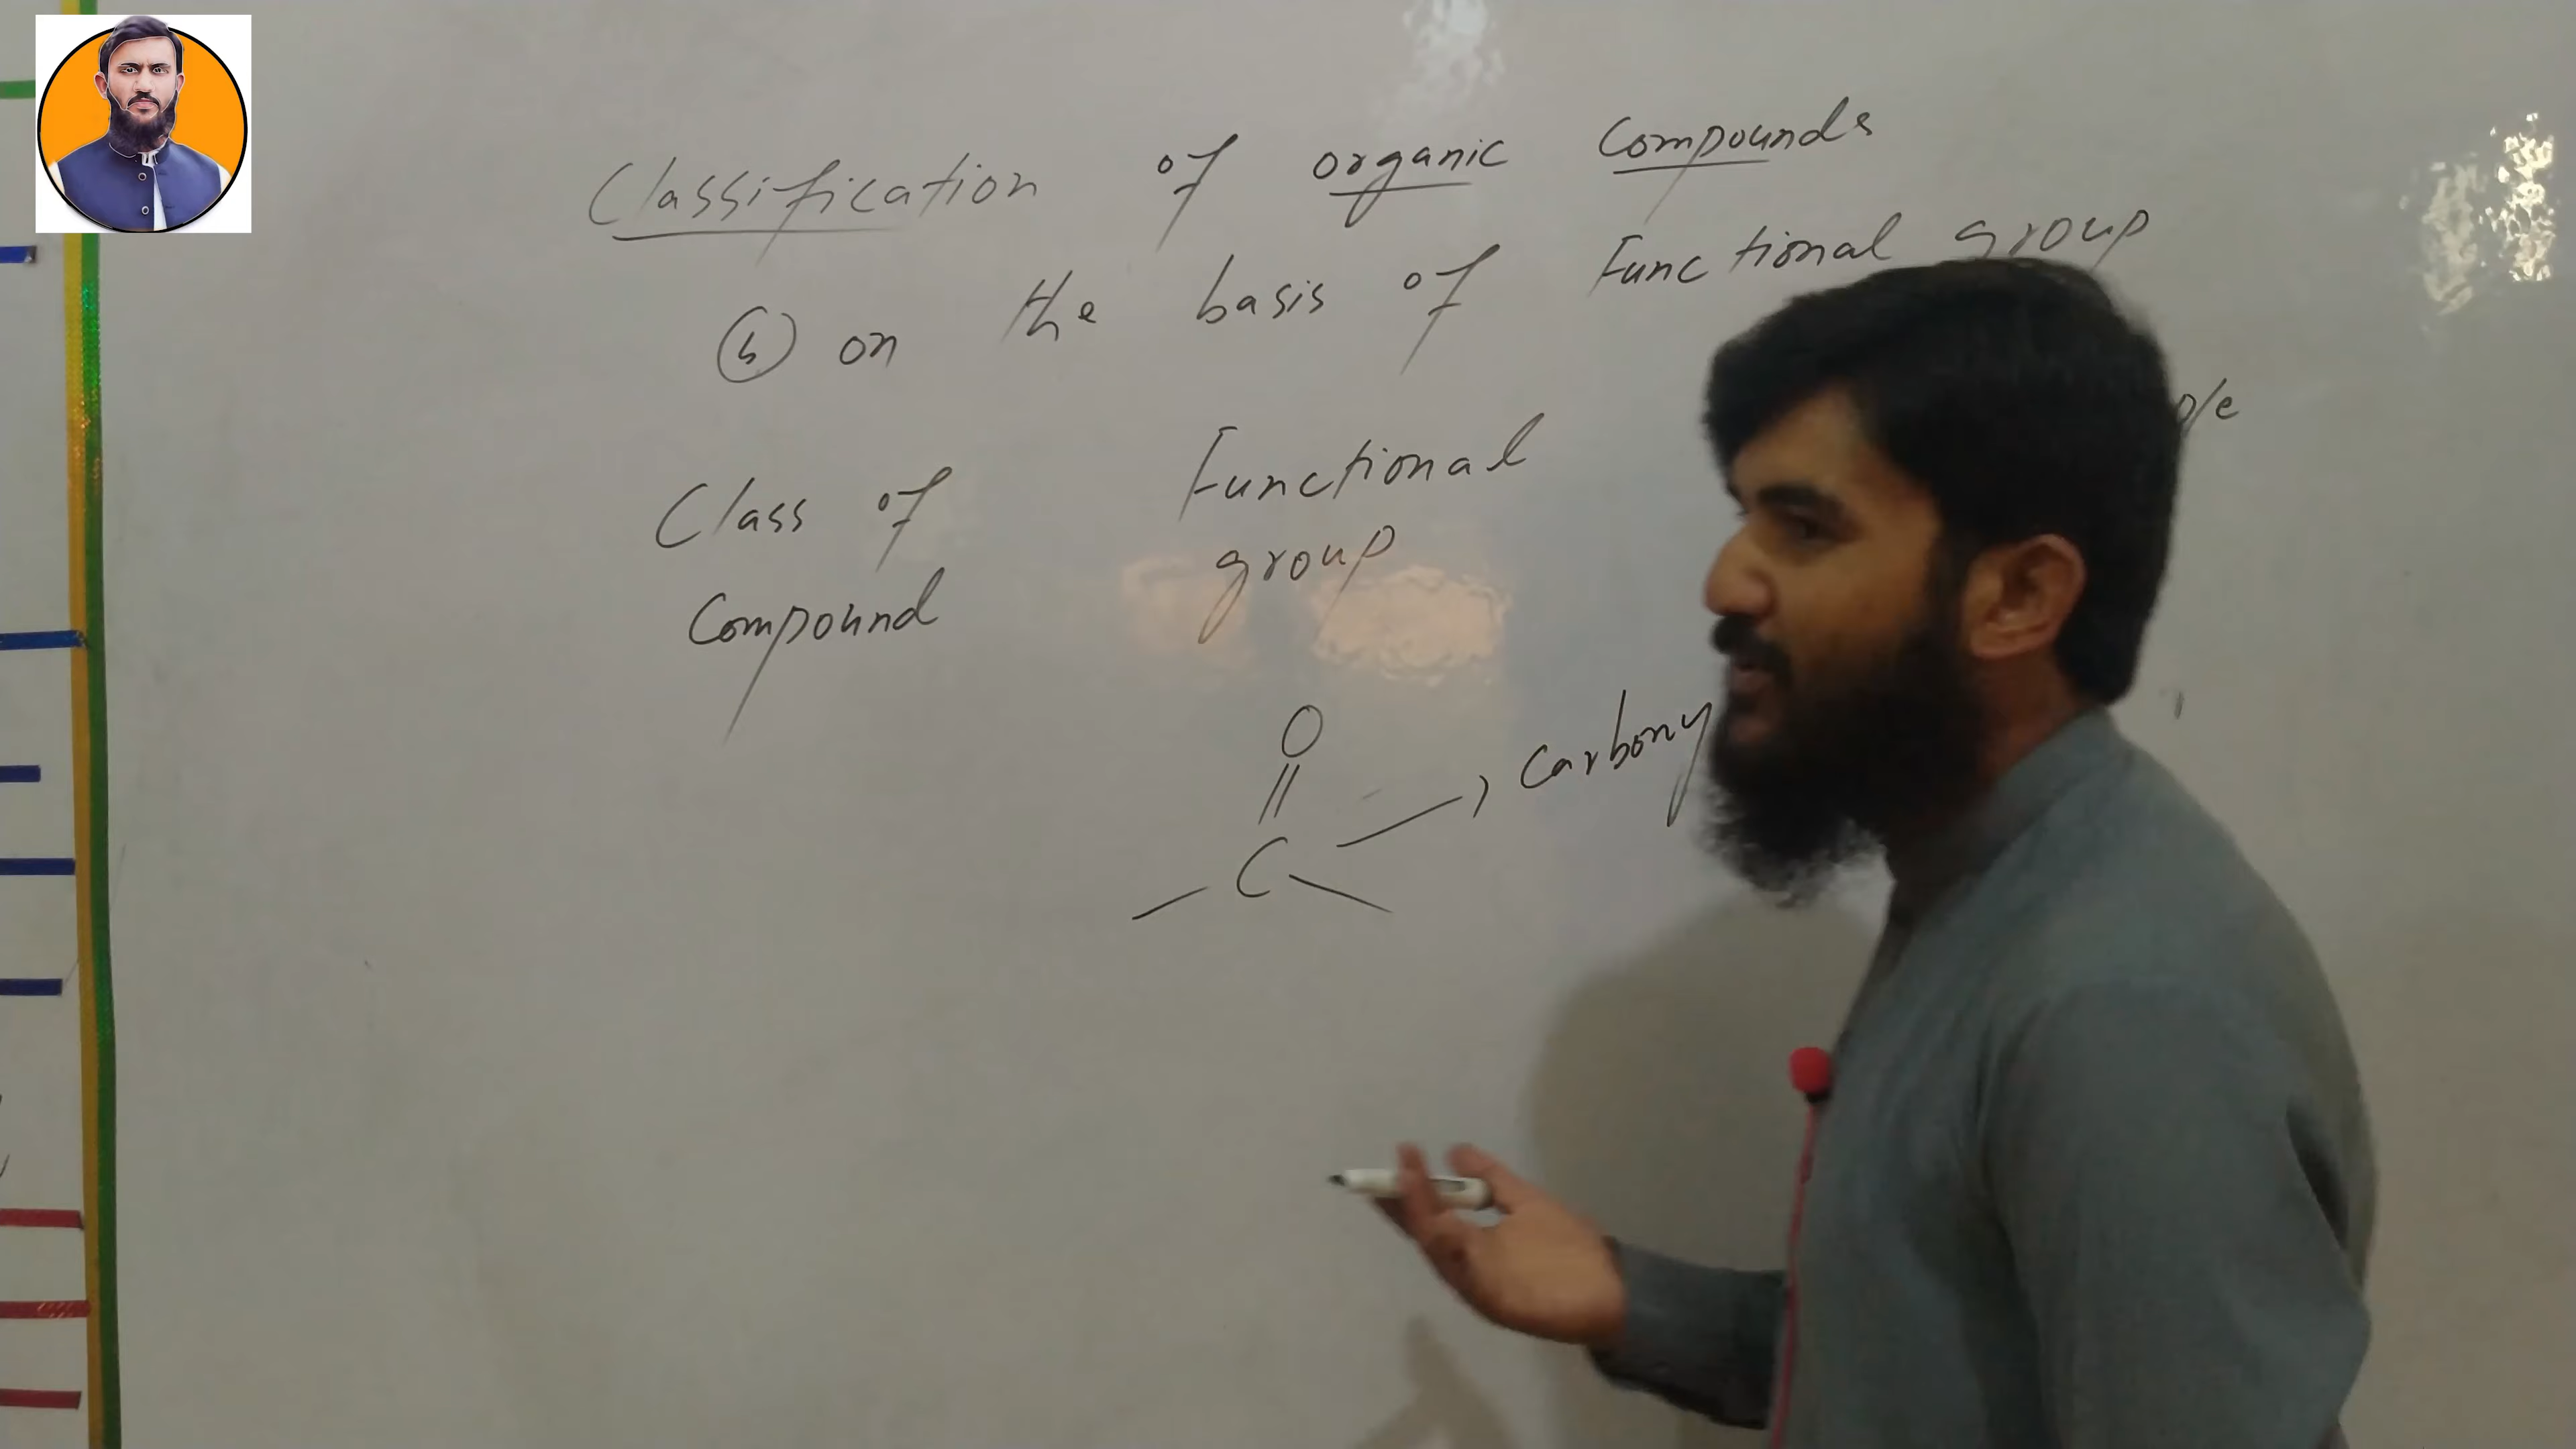 Classification of organic Compounds
(b) on the basis of Functional group
Class of Compound
Functional group
O
||
C
Carbony